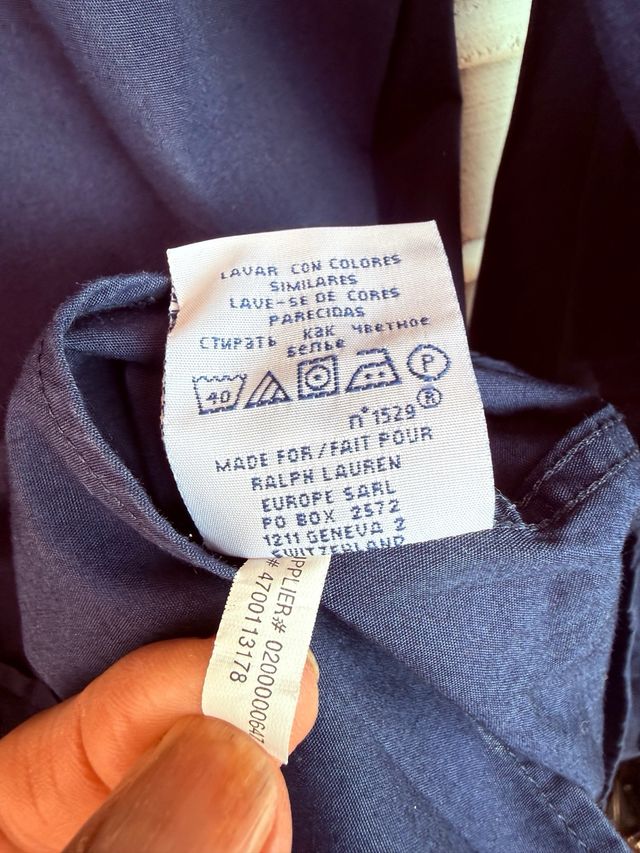 LAVAR CON COLORES
SIMILARES
LAVE-SE DE CORES
PARECIDAS
СТИРАТЬ КАК ЦВЕТНОЕ
БЕЛЬЕ
40 P
n°1529®
MADE FOR/FAIT POUR
RALPH LAUREN
EUROPE SARL
PO BOX 2572
1211 GENEVA 2
SWITZERLAND
# 4700113178